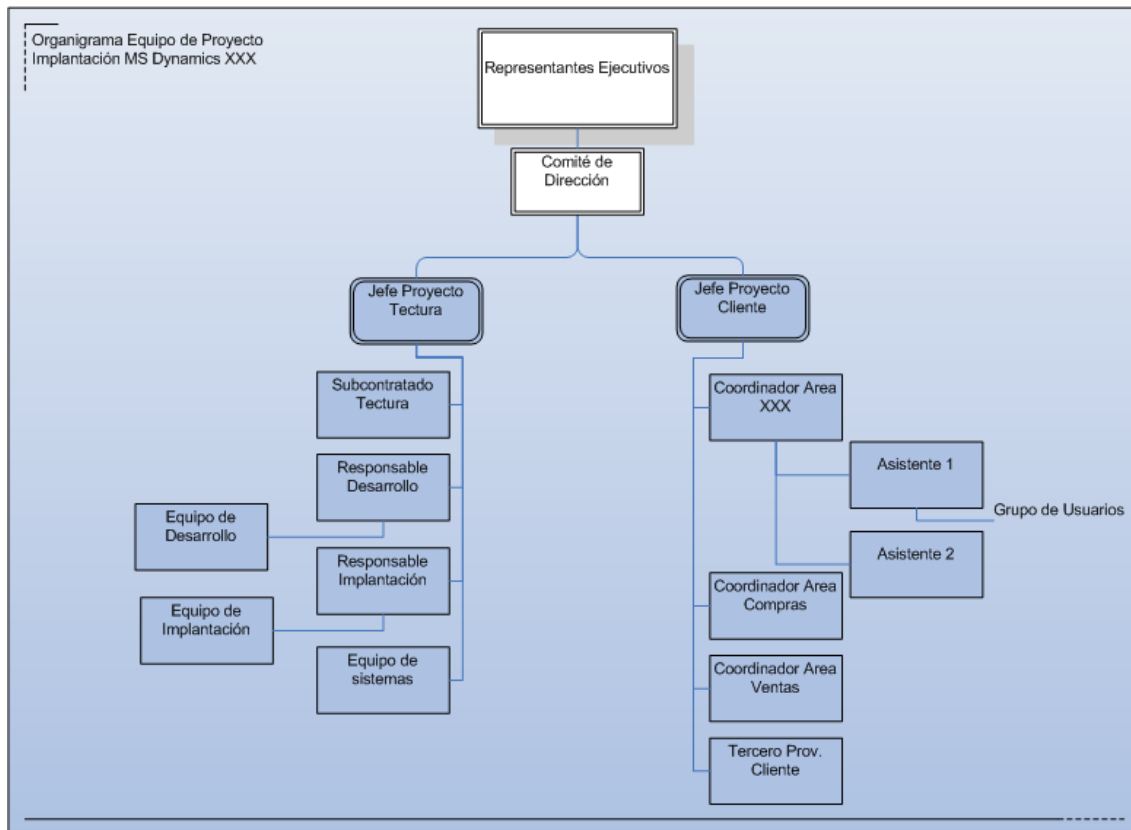 Organigrama Equipo de Proyecto
Implantación MS Dynamics XXX
Representantes Ejecutivos
Comité de
Dirección
Jefe Proyecto
Tectura
Jefe Proyecto
Cliente
Subcontratado
Tectura
Responsable
Desarrollo
Equipo de
Desarrollo
Responsable
Implantación
Equipo de
Implantación
Equipo de
sistemas
Coordinador Area
XXX
Asistente 1
Grupo de Usuarios
Asistente 2
Coordinador Area
Compras
Coordinador Area
Ventas
Tercero Prov.
Cliente